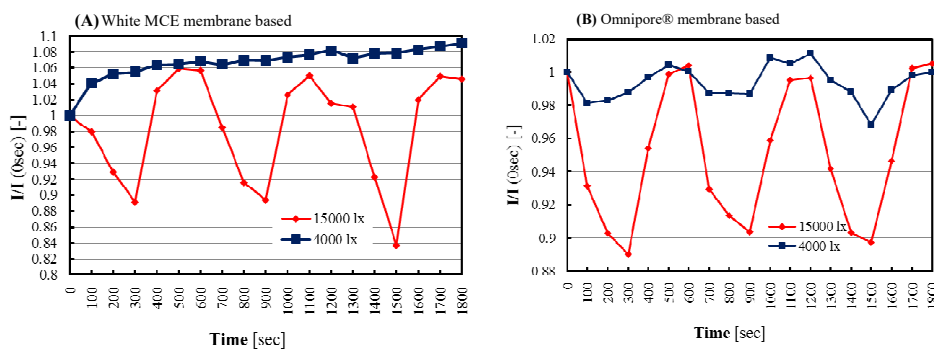 (A) White MCE membrane based
1.1
1.08
1.06
1.04
1.02
1
0.98
0.96
0.94
0.92
0.9
0.88
0.86
0.84
0.82
0.8
I/I (0sec) [-]
15000 lx
4000 lx
0 100 200 300 400 500 600 700 800 900 1000 1100 1200 1300 1400 1500 1600 1700 1800
Time [sec]
(B) Omnipore® membrane based
1.02
1
0.98
0.96
0.94
0.92
0.9
0.88
I/I (0sec) [-]
15000 lx
4000 lx
0 100 200 300 400 500 600 700 800 900 1000 1100 1200 1300 1400 1500 1600 1700 1800
Time [sec]